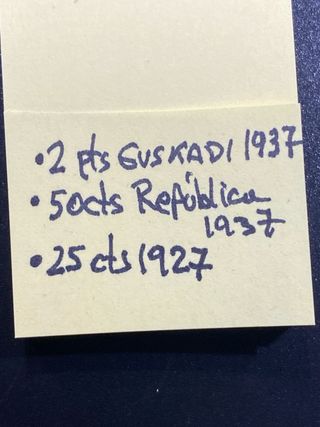 • 2 pts EUSKADI 1937
• 50cts República
1937
• 25 cts 1927